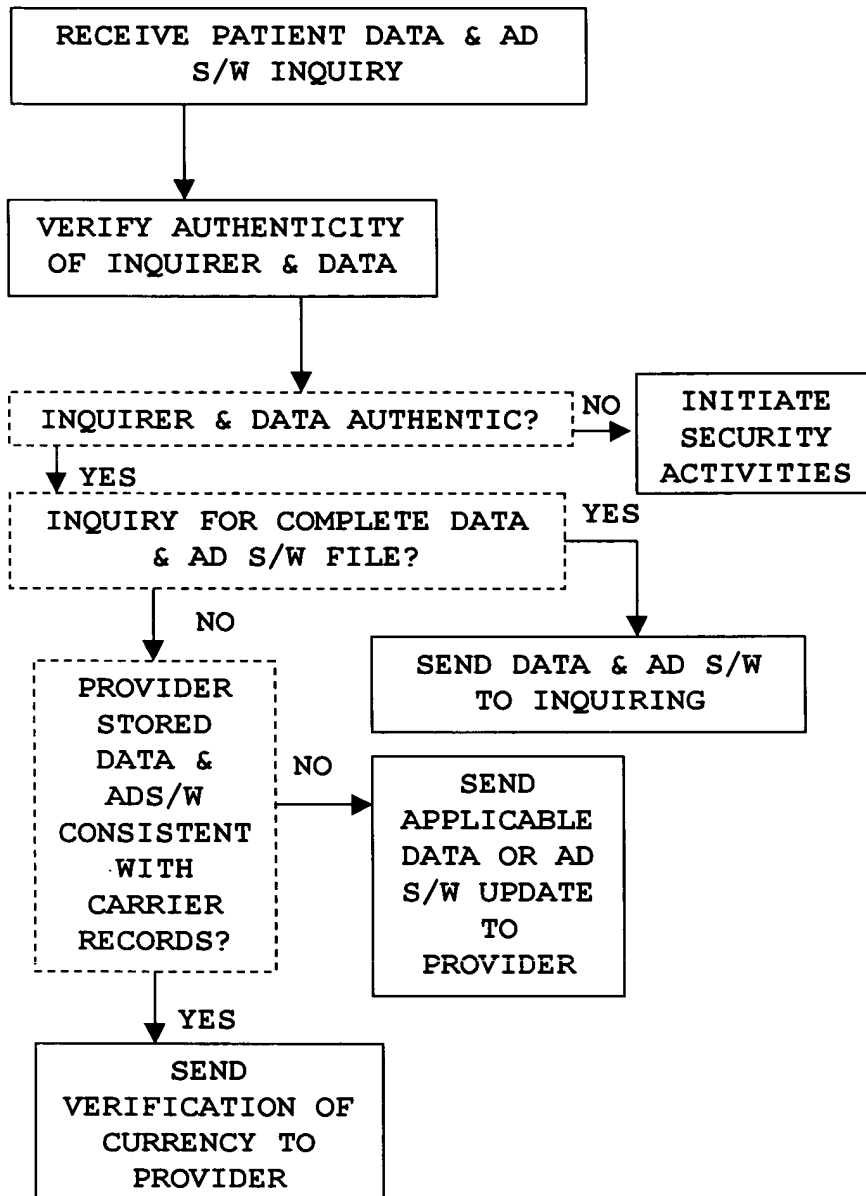 RECEIVE PATIENT DATA & AD
S/W INQUIRY
VERIFY AUTHENTICITY
OF INQUIRER & DATA
INQUIRER & DATA AUTHENTIC?
NO
INITIATE
SECURITY
ACTIVITIES
YES
INQUIRY FOR COMPLETE DATA
& AD S/W FILE?
YES
NO
SEND DATA & AD S/W
TO INQUIRING
PROVIDER
STORED
DATA &
ADS/W
CONSISTENT
WITH
CARRIER
RECORDS?
NO
SEND
APPLICABLE
DATA OR AD
S/W UPDATE
TO
PROVIDER
YES
SEND
VERIFICATION OF
CURRENCY TO
PROVIDER